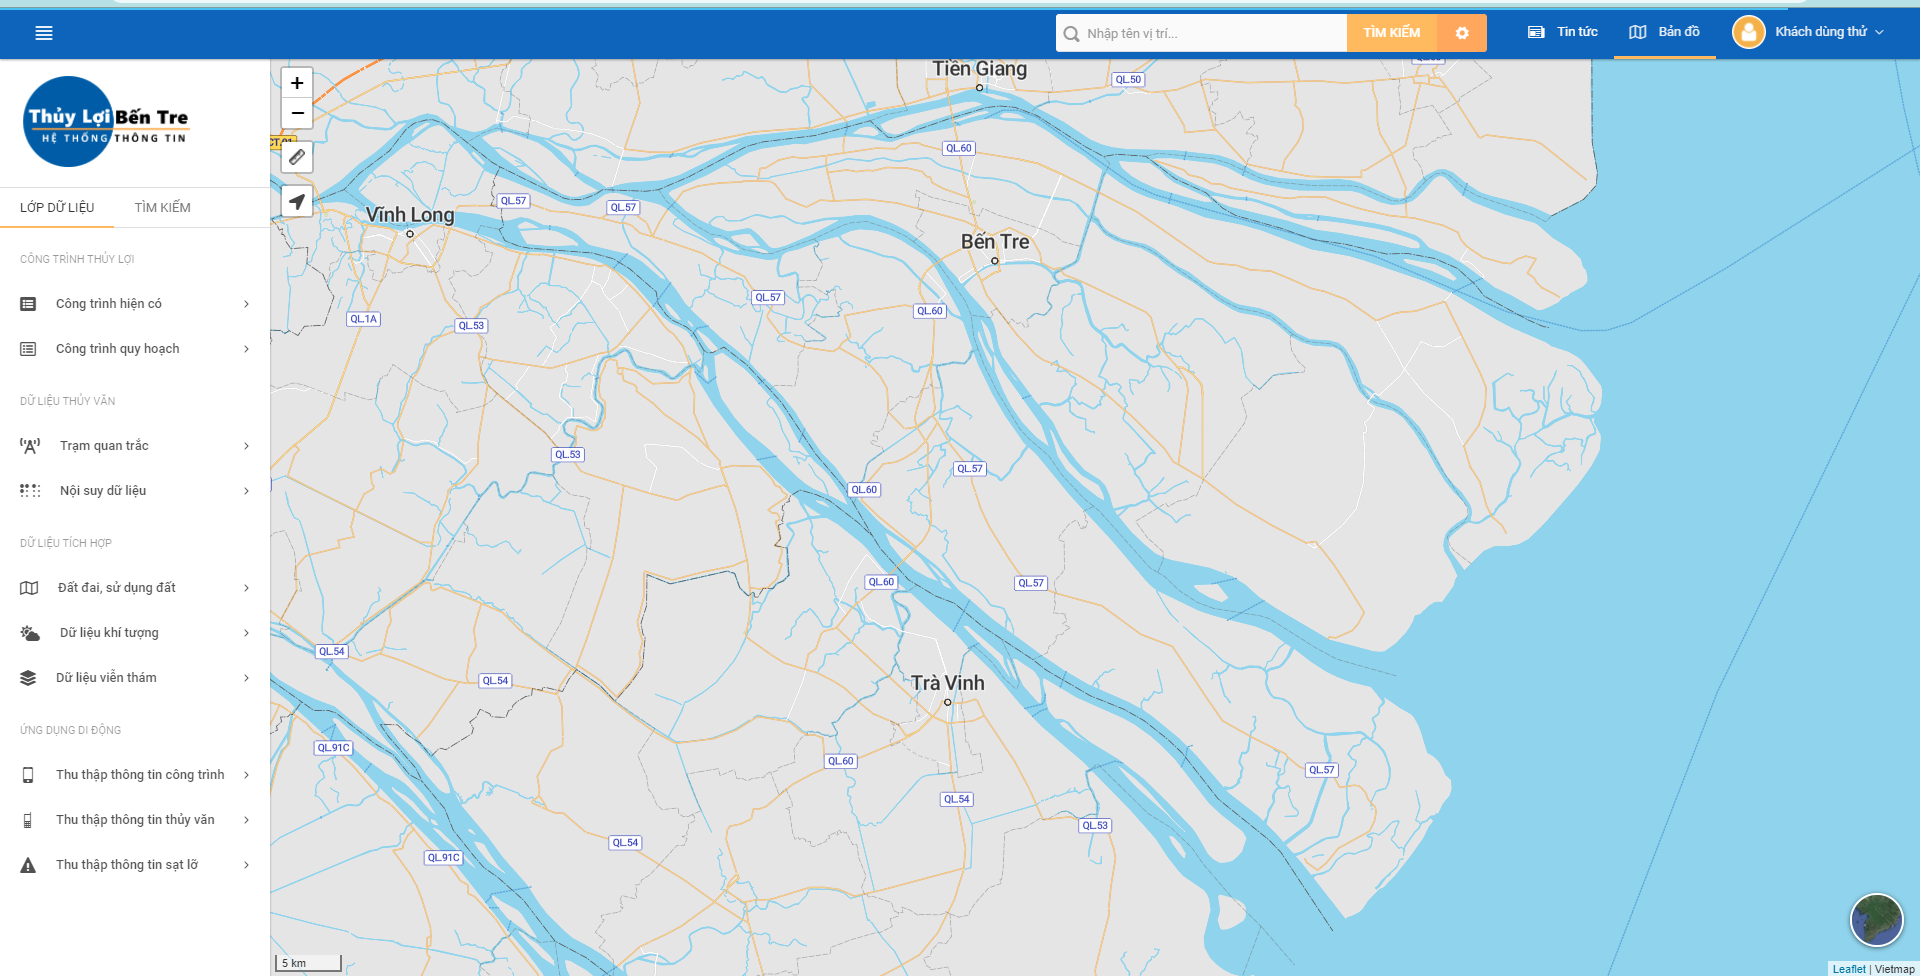 Nhập tên vị trí...
TÌM KIẾM
Tin tức
Bản đồ
Khách dùng thử
Thủy Lợi Bến Tre
HỆ THỐNG THÔNG TIN
LỚP DỮ LIỆU
TÌM KIẾM
CÔNG TRÌNH THỦY LỢI
Công trình hiện có
Công trình quy hoạch
DỮ LIỆU THỦY VĂN
Trạm quan trắc
Nội suy dữ liệu
DỮ LIỆU TÍCH HỢP
Đất đai, sử dụng đất
Dữ liệu khí tượng
Dữ liệu viễn thám
ỨNG DỤNG DI ĐỘNG
Thu thập thông tin công trình
Thu thập thông tin thủy văn
Thu thập thông tin sạt lỡ
+
−
Tiền Giang
QL.50
CT.01
QL.60
QL.57
QL.57
Vĩnh Long
Bến Tre
QL.57
QL.60
QL.1A
QL.53
QL.53
QL.57
QL.60
QL.60
QL.57
QL.54
QL.54
Trà Vinh
QL.91C
QL.60
QL.57
QL.54
QL.53
QL.54
QL.91C
5 km
Leaflet | Vietmap